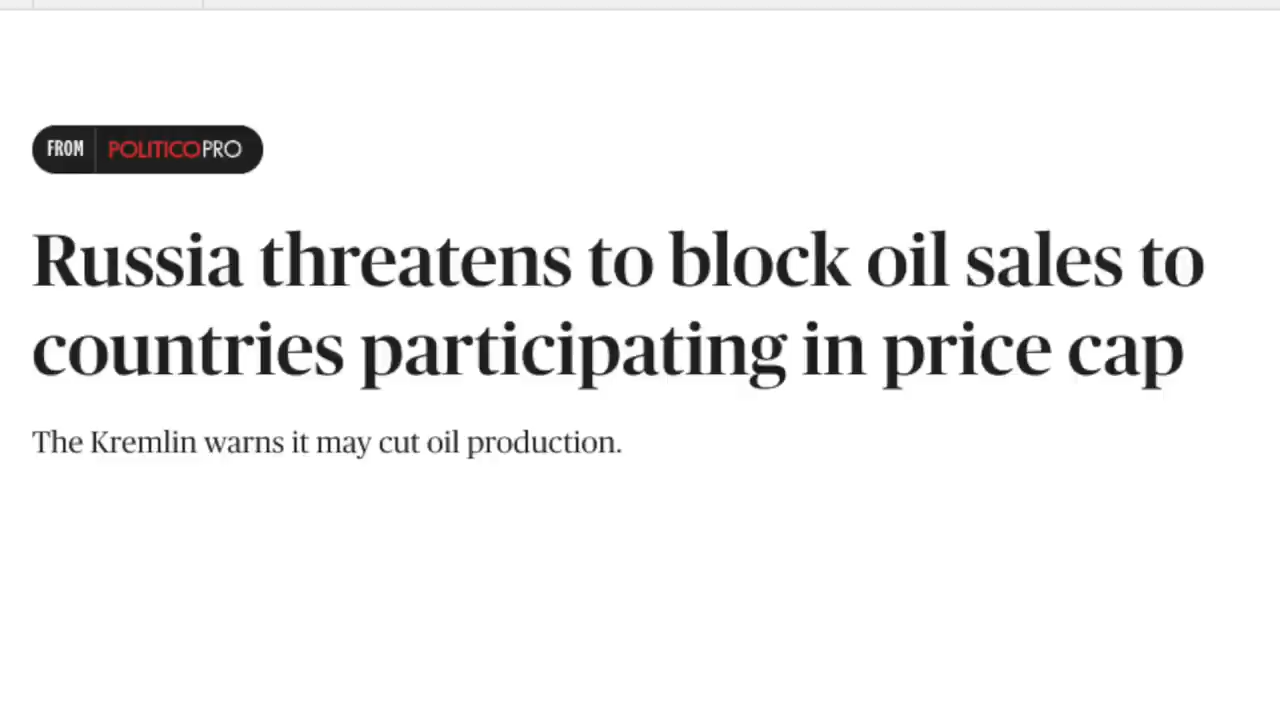 FROM POLITICOPRO
Russia threatens to block oil sales to
countries participating in price cap
The Kremlin warns it may cut oil production.